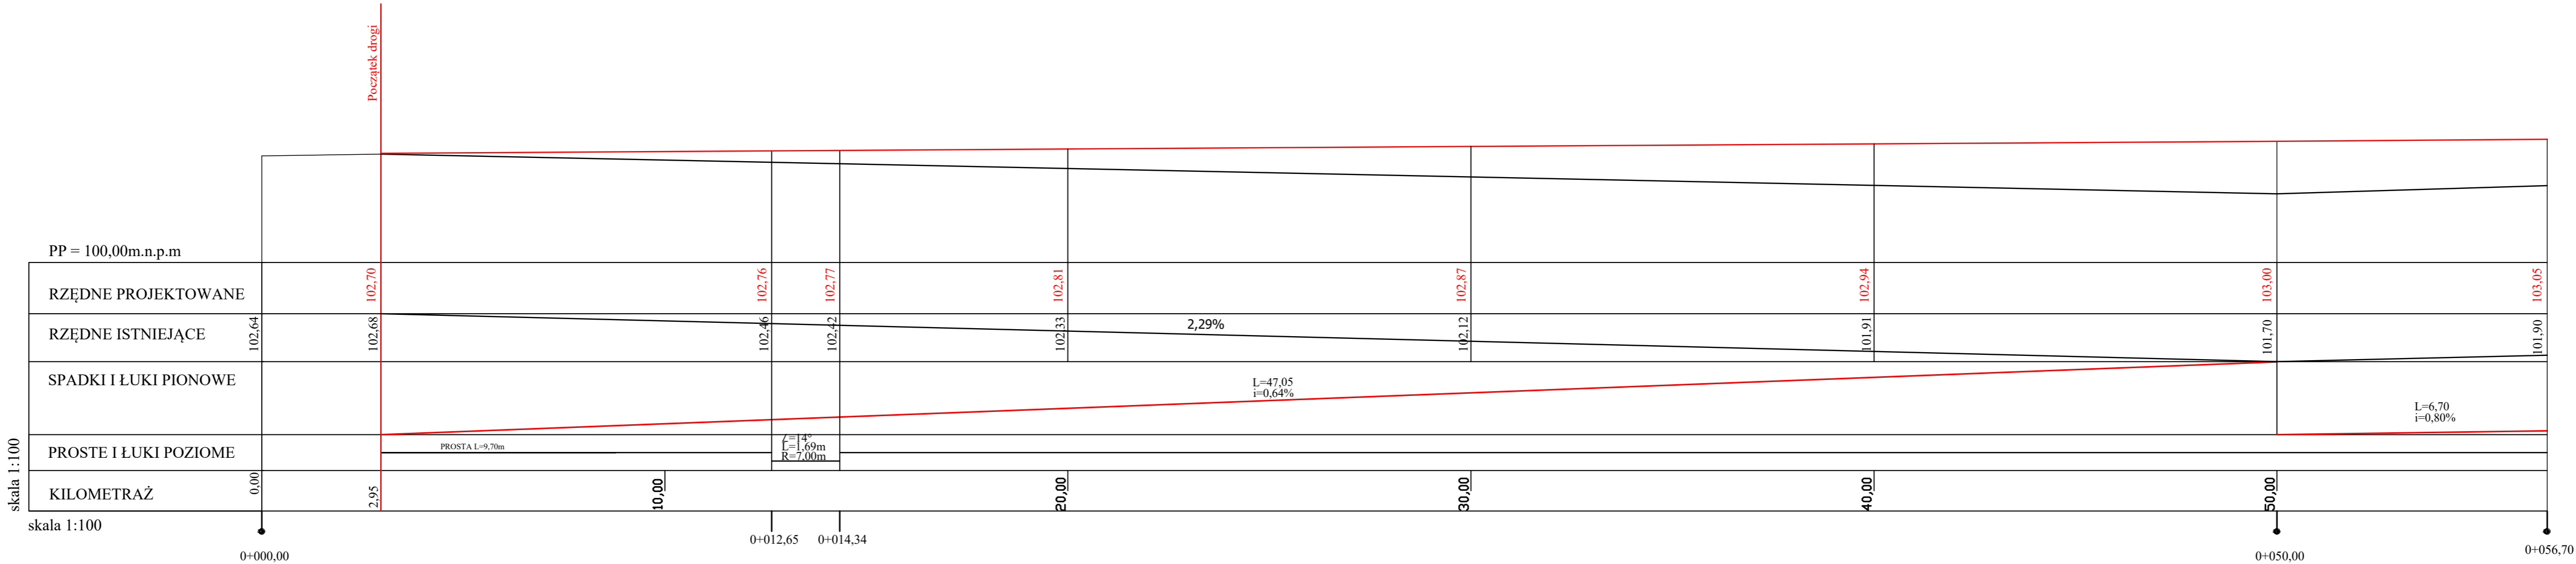 Początek drogi
PP = 100,00m.n.p.m
RZĘDNE PROJEKTOWANE
102,70
102,76
102,77
102,81
102,87
102,94
103,00
103,05
RZĘDNE ISTNIEJĄCE
102,64
102,68
102,46
102,42
102,33
2,29%
102,12
101,91
101,70
101,90
SPADKI I ŁUKI PIONOWE
L=47,05
i=0,64%
L=6,70
i=0,80%
PROSTE I ŁUKI POZIOME
PROSTA L=9,70m
∠=14°
L=1,69m
R=7,00m
KILOMETRAŻ
0,00
2,95
10,00
20,00
30,00
40,00
50,00
skala 1:100
skala 1:100
0+000,00
0+012,65
0+014,34
0+050,00
0+056,70